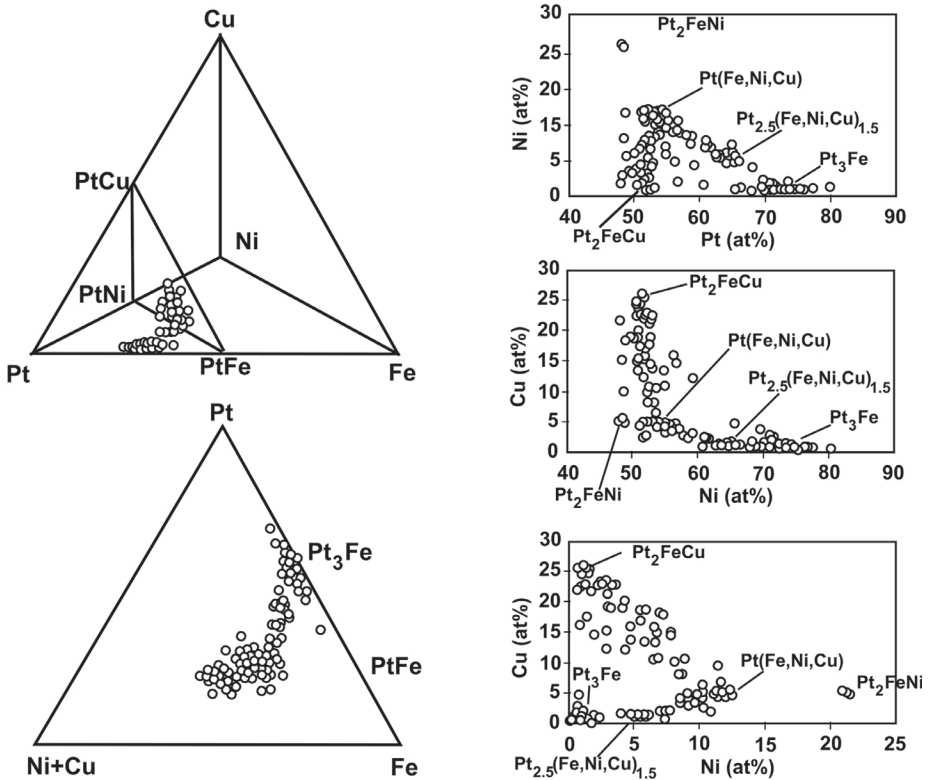 Cu
PtCu
Ni
PtNi
Pt
PtFe
Fe
Pt
Pt3Fe
PtFe
Ni+Cu
Fe
30
25
20
15
10
5
0
Ni (at%)
Pt2FeNi
Pt(Fe,Ni,Cu)
Pt2.5(Fe,Ni,Cu)1.5
Pt3Fe
40 50 60 70 80 90
Pt2FeCu
Pt (at%)
30
25
20
15
10
5
0
Cu (at%)
Pt2FeCu
Pt(Fe,Ni,Cu)
Pt2.5(Fe,Ni,Cu)1.5
Pt3Fe
40 50 60 70 80 90
Pt2FeNi
Ni (at%)
30
25
20
15
10
5
0
Cu (at%)
Pt2FeCu
Pt(Fe,Ni,Cu)
Pt3Fe
Pt2FeNi
0 5 10 15 20 25
Pt2.5(Fe,Ni,Cu)1.5
Ni (at%)